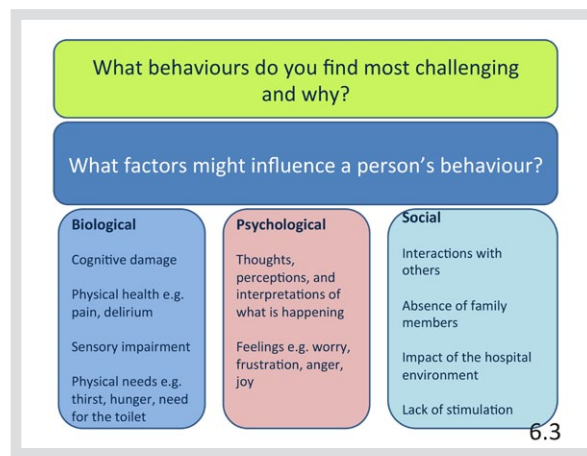 What behaviours do you find most challenging
and why?
What factors might influence a person's behaviour?
Biological
Cognitive damage
Physical health e.g.
pain, delirium
Sensory impairment
Physical needs e.g.
thirst, hunger, need
for the toilet
Psychological
Thoughts,
perceptions, and
interpretations of
what is happening
Feelings e.g. worry,
frustration, anger,
joy
Social
Interactions with
others
Absence of family
members
Impact of the hospital
environment
Lack of stimulation
6.3